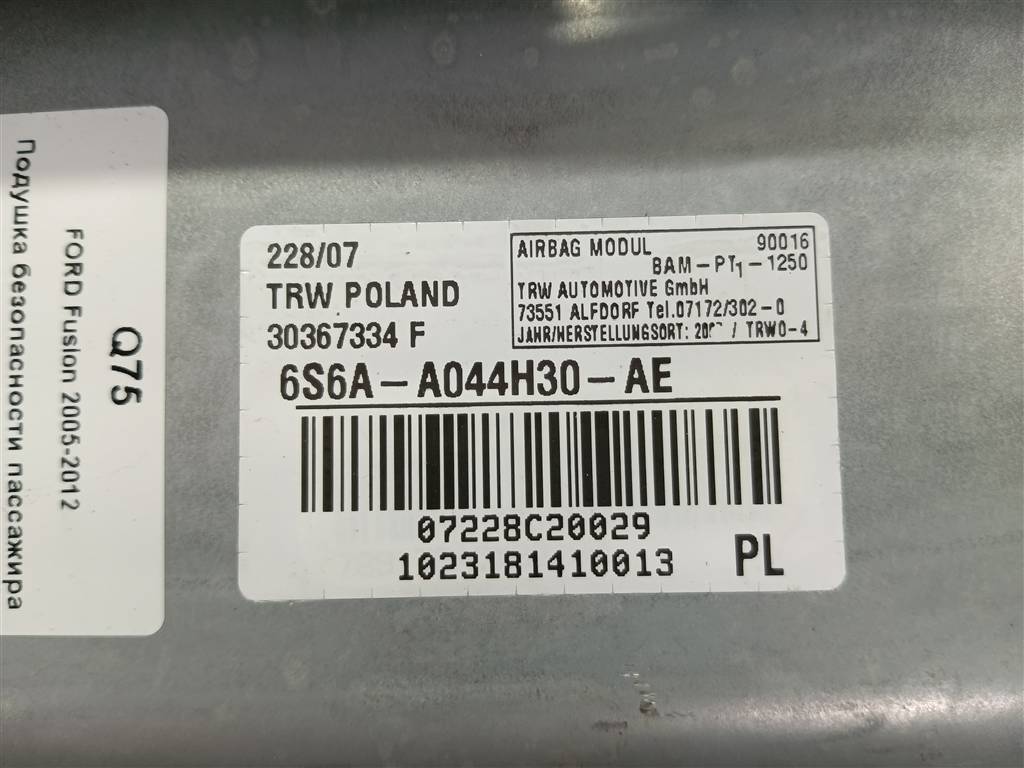 Q75
FORD Fusion 2005-2012
Подушка безопасности пассажира
228/07
TRW POLAND
30367334 F
AIRBAG MODUL 90016
BAM-PT1-1250
TRW AUTOMOTIVE GmbH
73551 ALFDORF Tel.07172/302-0
JAHR/HERSTELLUNGSORT: / TRWO-4
6S6A-A044H30-AE
07228C20029
1023181410013
PL